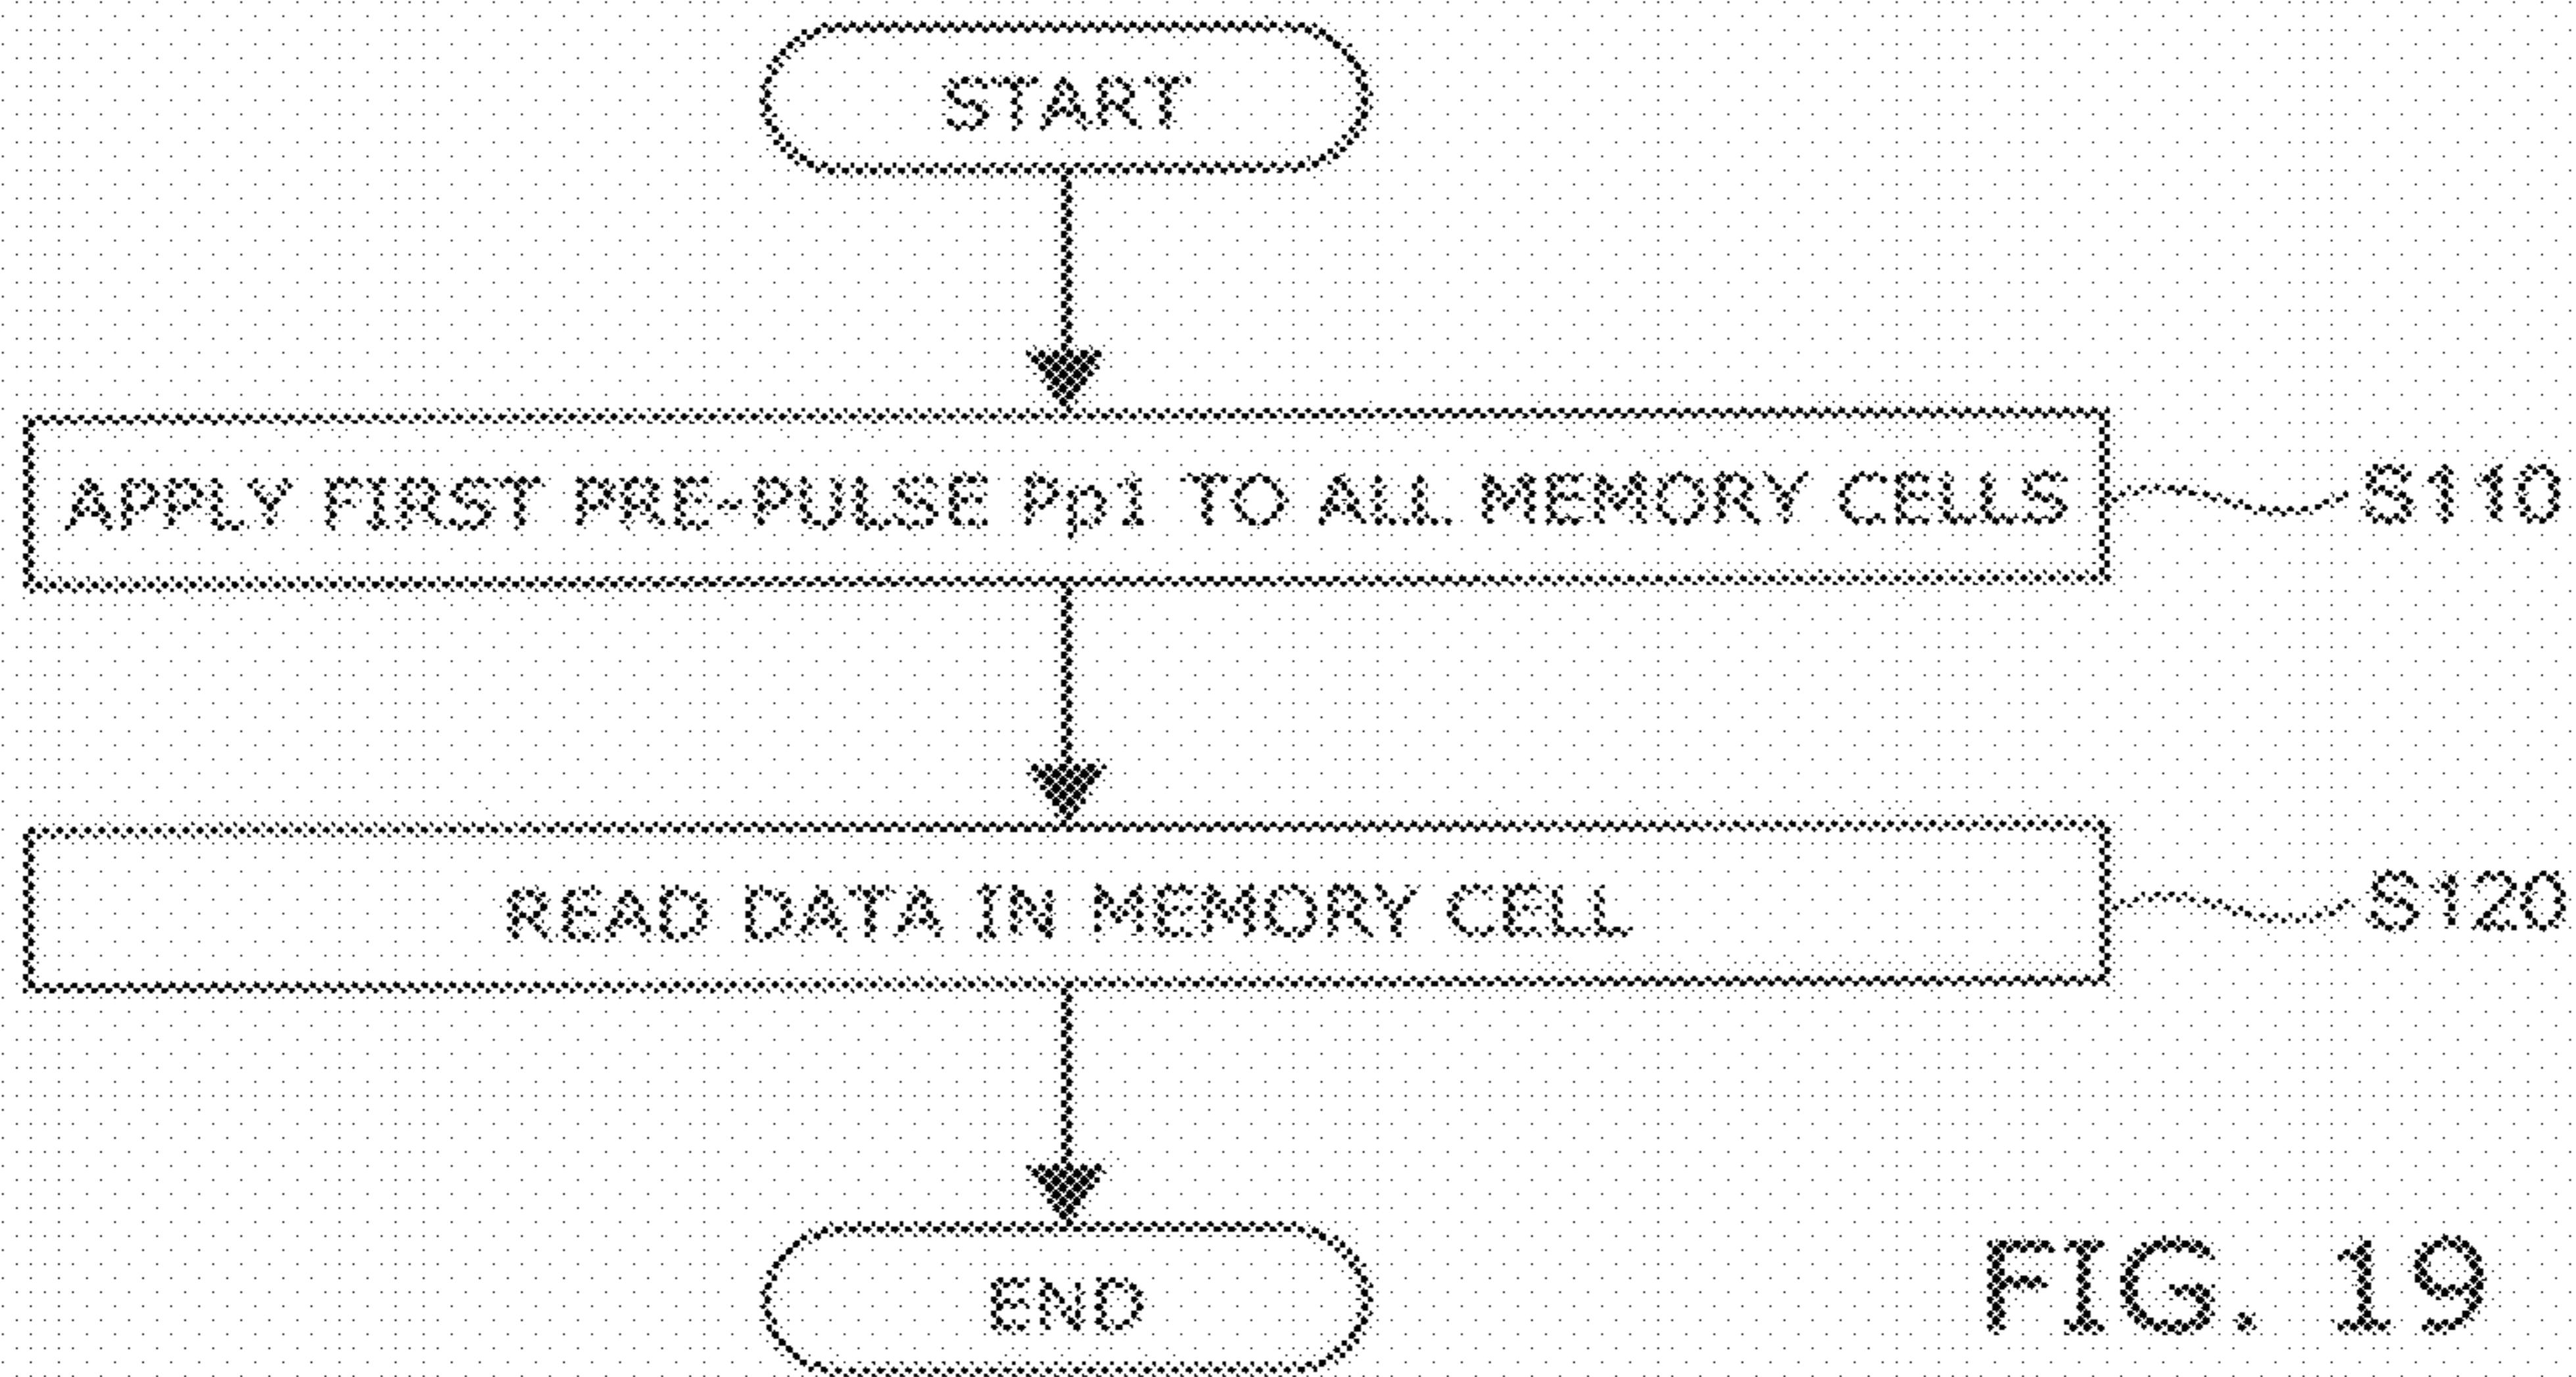 START
APPLY FIRST PRE-PULSE Pp1 TO ALL MEMORY CELLS
S110
READ DATA IN MEMORY CELL
S120
END
FIG. 19